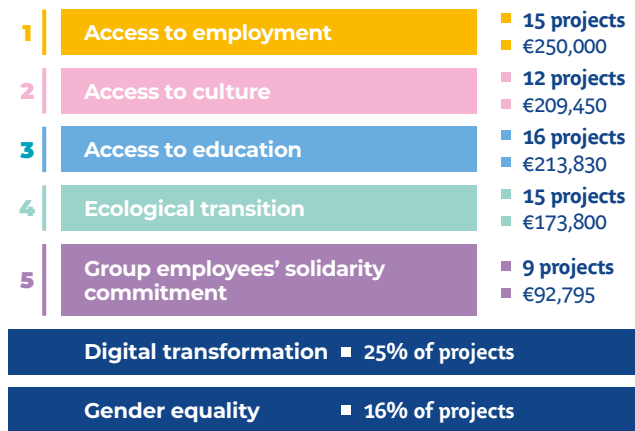 1 Access to employment ▪ 15 projects
▪ €250,000
2 Access to culture ▪ 12 projects
▪ €209,450
3 Access to education ▪ 16 projects
▪ €213,830
4 Ecological transition ▪ 15 projects
▪ €173,800
5 Group employees’ solidarity
commitment
▪ 9 projects
▪ €92,795
Digital transformation ▪ 25% of projects
Gender equality ▪ 16% of projects